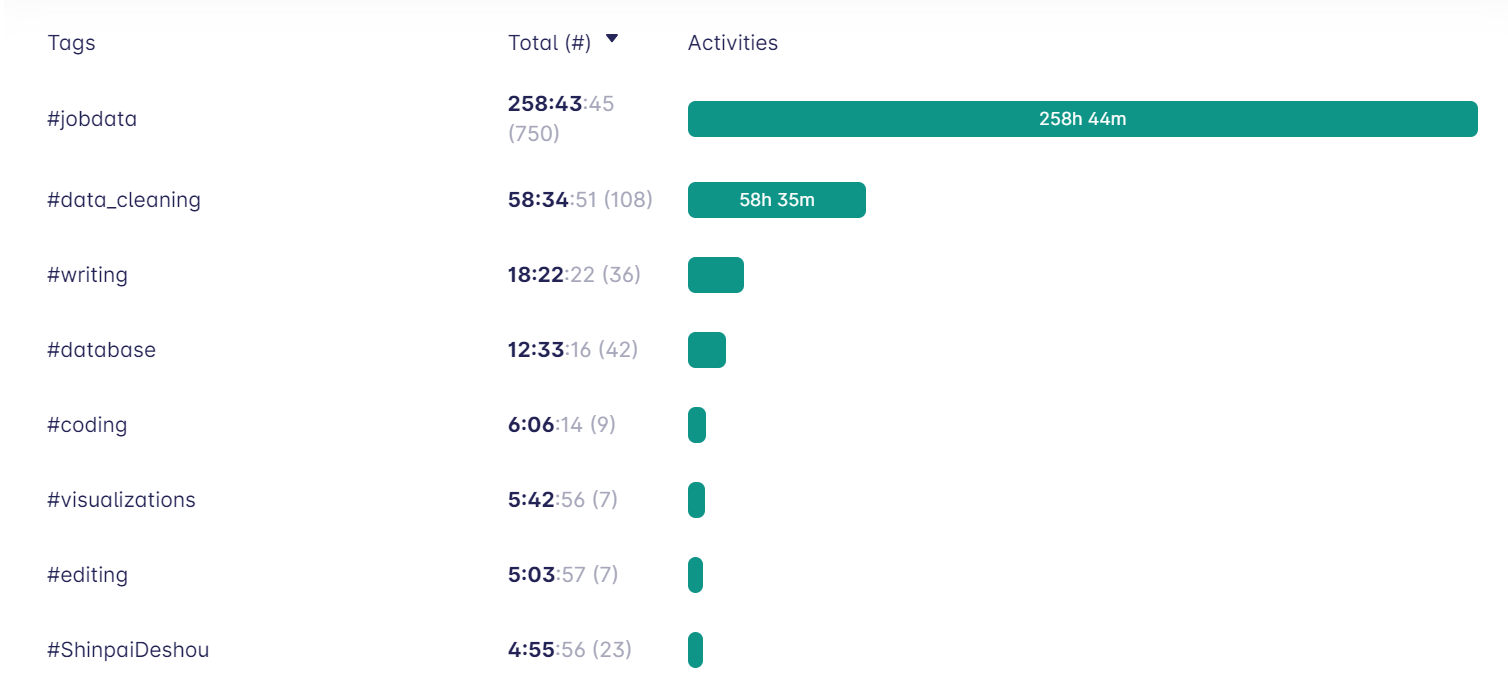 Tags Total (#) Activities
#jobdata 258:43:45 (750) 258h 44m
#data_cleaning 58:34:51 (108) 58h 35m
#writing 18:22:22 (36)
#database 12:33:16 (42)
#coding 6:06:14 (9)
#visualizations 5:42:56 (7)
#editing 5:03:57 (7)
#ShinpaiDeshou 4:55:56 (23)